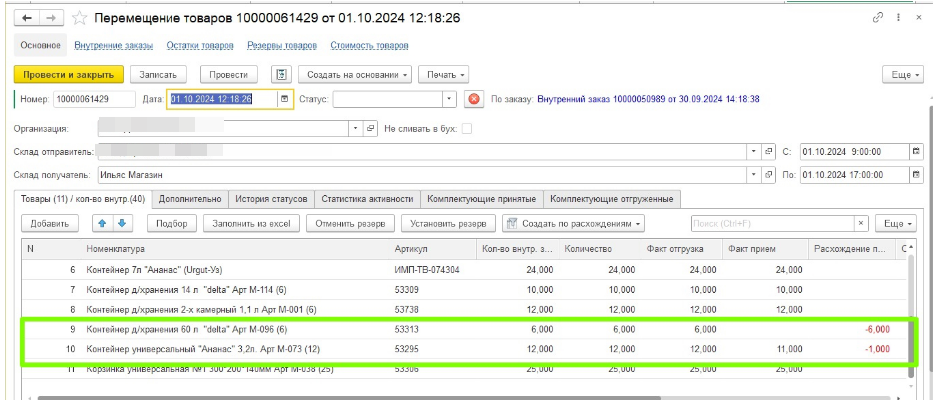 Перемещение товаров 10000061429 от 01.10.2024 12:18:26
Основное Внутренние заказы Остатки товаров Резервы товаров Стоимость товаров
Провести и закрыть Записать Провести Создать на основании Печать Еще
Номер: 10000061429 Дата: 01.10.2024 12:18:26 Статус: По заказу: Внутренний заказ 10000050989 от 30.09.2024 14:18:38
Организация: Не сливать в бух:
Склад отправитель: С: 01.10.2024 9:00:00
Склад получатель: Ильяс Магазин По: 01.10.2024 17:00:00
Товары (11) / кол-во внутр.(40) Дополнительно История статусов Статистика активности Комплектующие принятые Комплектующие отгруженные
Добавить Подбор Заполнить из excel Отменить резерв Установить резерв Создать по расхождениям Поиск (Ctrl+F) × Еще
N Номенклатура Артикул Кол-во внутр. з... Количество Факт отгрузка Факт прием Расхождение п... С
6 Контейнер 7л "Ананас" (Urgut-Уз) ИМП-ТВ-074304 24,000 24,000 24,000 24,000
7 Контейнер д/хранения 14 л "delta" Арт М-114 (6) 53309 10,000 10,000 10,000 10,000
8 Контейнер д/хранения 2-х камерный 1,1 л Арт М-001 (6) 53738 12,000 12,000 12,000 12,000
9 Контейнер д/хранения 60 л "delta" Арт М-096 (6) 53313 6,000 6,000 6,000 -6,000
10 Контейнер универсальный "Ананас" 3,2л. Арт М-073 (12) 53295 12,000 12,000 12,000 11,000 -1,000
11 Корзинка универсальная №1 300*200*140мм Арт М-038 (25) 53306 25,000 25,000 25,000 25,000